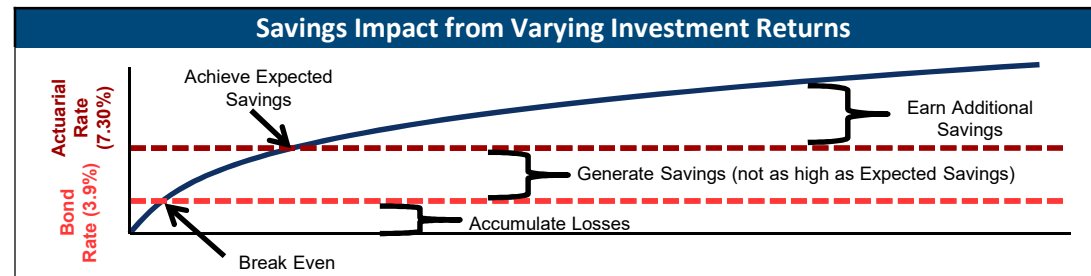 Savings Impact from Varying Investment Returns
Actuarial
Rate
(7.30%)
Bond
Rate (3.9%)
Achieve Expected
Savings
Earn Additional
Savings
Generate Savings (not as high as Expected Savings)
Accumulate Losses
Break Even